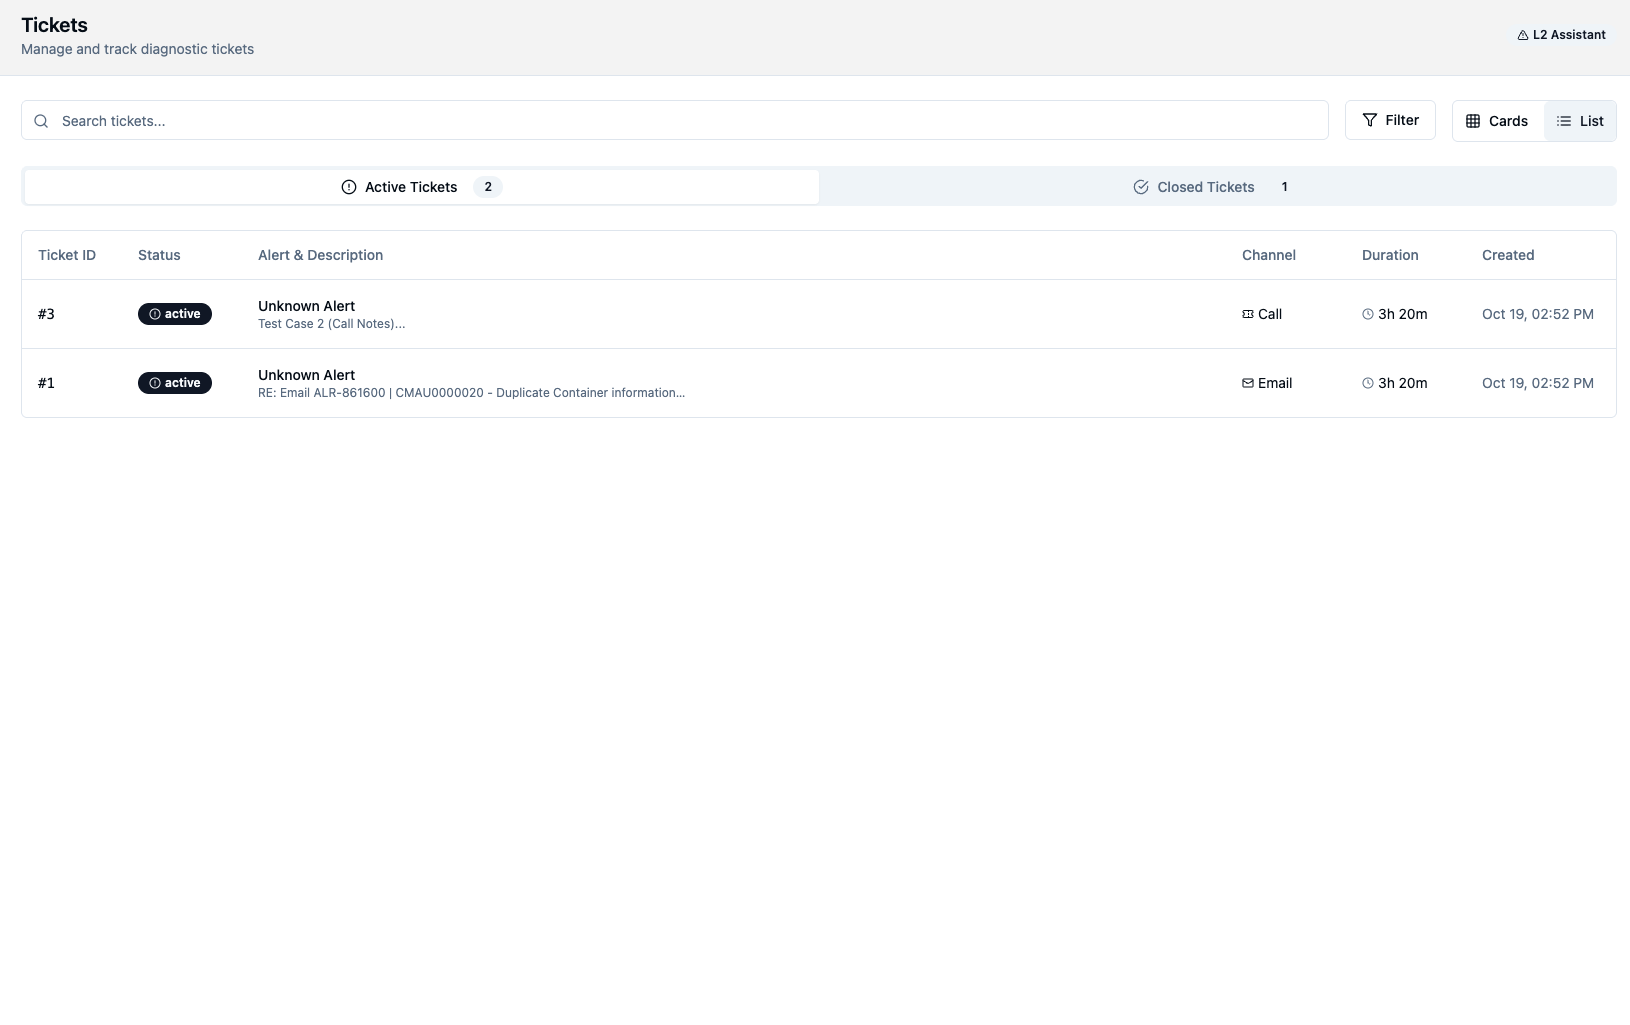 Tickets
Manage and track diagnostic tickets
L2 Assistant
Search tickets...
Filter
Cards
List
Active Tickets 2
Closed Tickets 1
Ticket ID Status Alert & Description Channel Duration Created
#3 active Unknown Alert Call 3h 20m Oct 19, 02:52 PM
Test Case 2 (Call Notes)...
#1 active Unknown Alert Email 3h 20m Oct 19, 02:52 PM
RE: Email ALR-861600 | CMAU0000020 - Duplicate Container information...